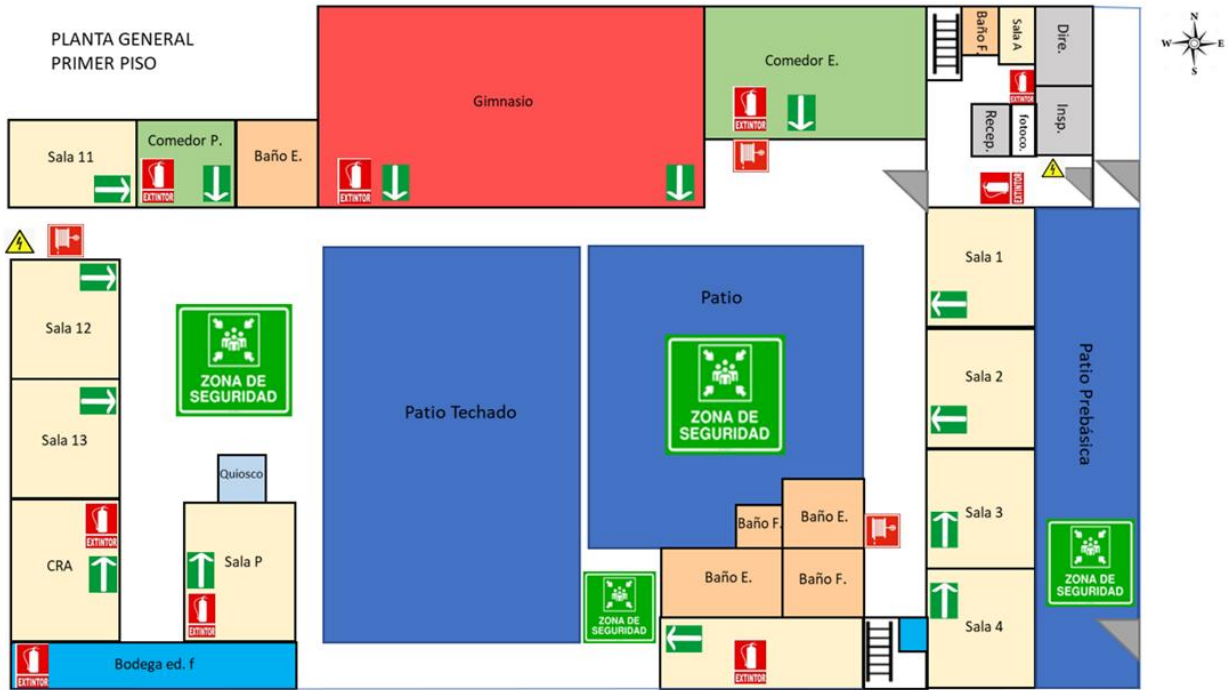 PLANTA GENERAL
PRIMER PISO
N
W
E
S
Gimnasio
Comedor E.
EXTINTOR
Baño F.
Sala A
Dire.
EXTINTOR
Recep.
fotoco.
Insp.
EXTINTOR
Sala 11
Comedor P.
EXTINTOR
Baño E.
EXTINTOR
Sala 12
ZONA DE
SEGURIDAD
Sala 13
Quiosco
CRA
EXTINTOR
Sala P
EXTINTOR
Bodega ed. f
EXTINTOR
Patio Techado
Patio
ZONA DE
SEGURIDAD
Baño F.
Baño E.
Baño E.
Baño F.
ZONA DE
SEGURIDAD
EXTINTOR
Sala 1
Sala 2
Sala 3
Sala 4
Patio Prebásica
ZONA DE
SEGURIDAD